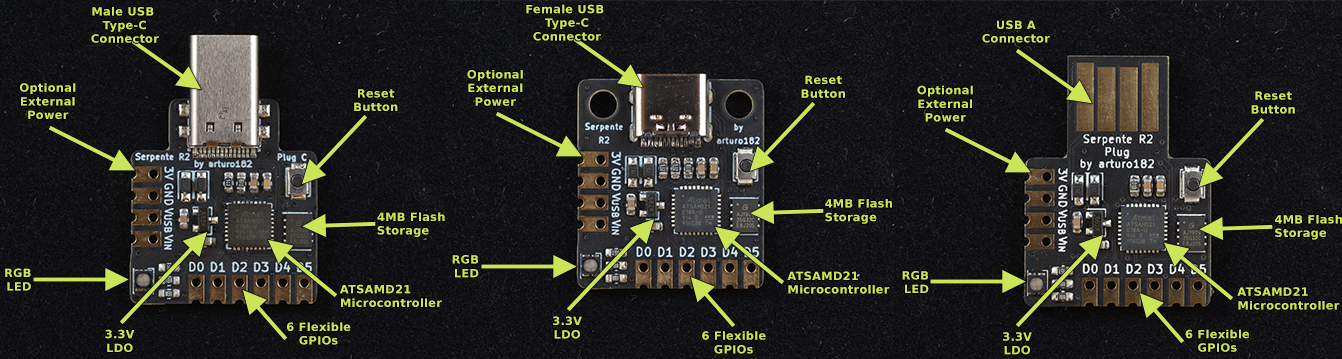 Male USB
Type-C
Connector
Optional
External
Power
Reset
Button
Serpente R2
Plug C
by arturo182
3V GND VUSB VIN
4MB Flash
Storage
RGB
LED
D0 D1 D2 D3 D4 D5
ATSAMD21
Microcontroller
3.3V
LDO
6 Flexible
GPIOs
Female USB
Type-C
Connector
Optional
External
Power
Reset
Button
Serpente
R2
by
arturo182
3V GND VUSB VIN
4MB Flash
Storage
RGB
LED
D0 D1 D2 D3 D4 D5
ATSAMD21
Microcontroller
3.3V
LDO
6 Flexible
GPIOs
USB A
Connector
Optional
External
Power
Reset
Button
Serpente R2
Plug
by arturo182
3V GND VUSB VIN
4MB Flash
Storage
RGB
LED
D0 D1 D2 D3 D4 D5
ATSAMD21
Microcontroller
3.3V
LDO
6 Flexible
GPIOs